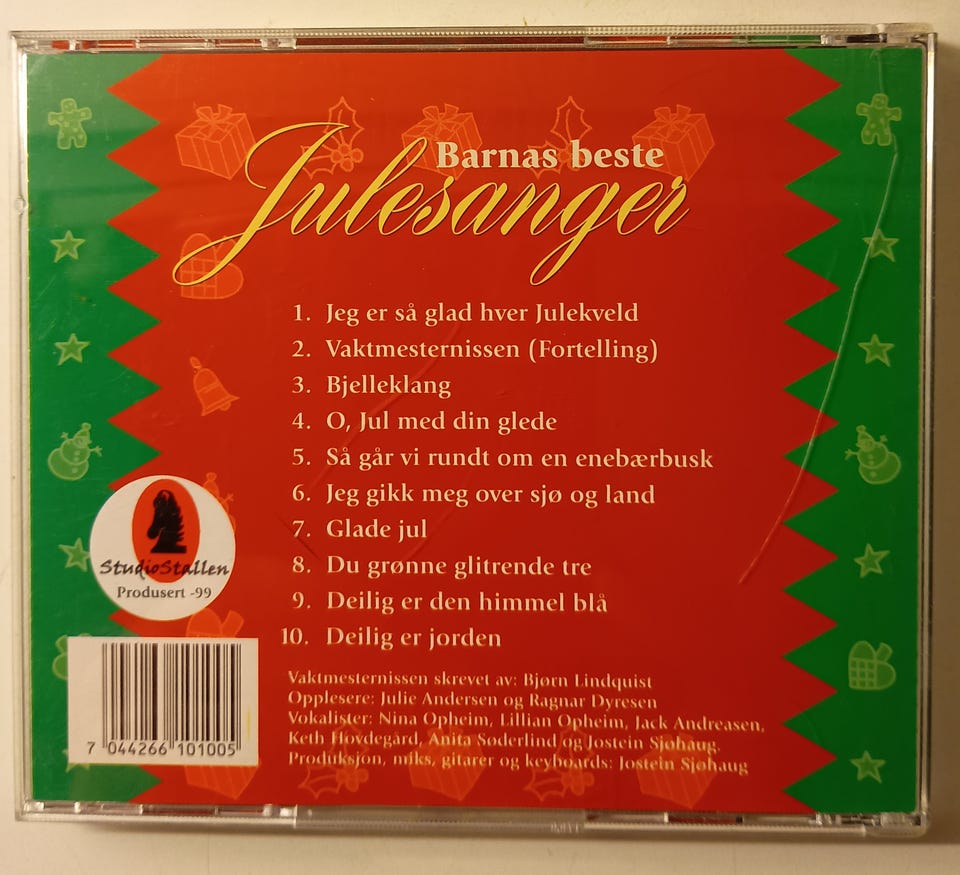 Barnas beste
Julesanger
1. Jeg er så glad hver Julekveld
2. Vaktmesternissen (Fortelling)
3. Bjelleklang
4. O, Jul med din glede
5. Så går vi rundt om en enebærbusk
6. Jeg gikk meg over sjø og land
7. Glade jul
8. Du grønne glitrende tre
9. Deilig er den himmel blå
10. Deilig er jorden
StudioStallen
Produsert -99
Vaktmesternissen skrevet av: Bjørn Lindquist
Opplesere: Julie Andersen og Ragnar Dyresen
Vokalister: Nina Opheim, Lillian Opheim, Jack Andreasen,
Keth Hovdegård, Anita Søderlind og Jostein Sjøhaug.
Produksjon, miks, gitarer og keyboards: Jostein Sjøhaug
7 044266 101005